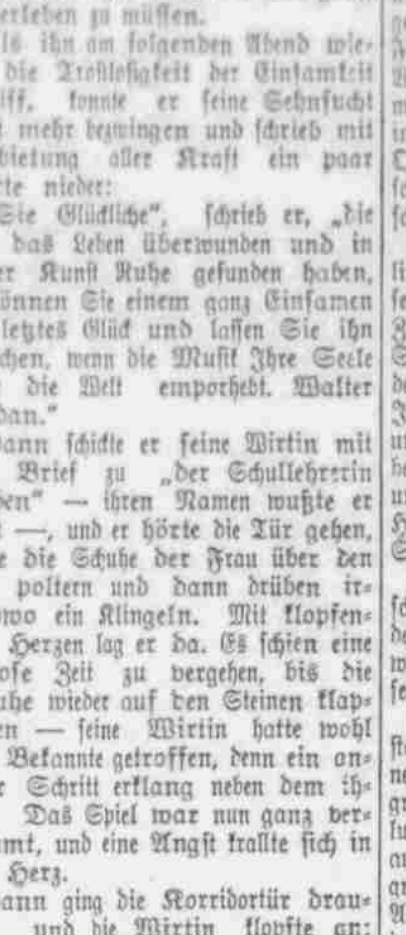 erleben zu müssen.
ls ihn am folgenden Abend wie-
die Trostlosigkeit der Einsamkeit
iff, konnte er seine Sehnsucht
t mehr bezwingen und schrieb mit
bietung aller Kraft ein paar
rte nieder:
Sie Glückliche", schrieb er, „die
das Leben überwunden und in
er Kunst Ruhe gefunden haben,
önnen Sie einem ganz Einsamen
letztes Glück und lassen Sie ihn
chen, wenn die Musik Ihre Seele
die Welt emporhebt. Walter
dan."
ann schickte er seine Wirtin mit
Brief zu „der Schullehrerin
ben" — ihren Namen wußte er
t —, und er hörte die Tür gehen,
e die Schuhe der Frau über den
poltern und dann drüben ir-
wo ein Klingeln. Mit klopfen-
Herzen lag er da. Es schien eine
ose Zeit zu vergehen, bis die
uhe wieder auf den Steinen klap-
en — seine Wirtin hatte wohl
Bekannte getroffen, denn ein an-
r Schritt erklang neben dem ih-
Das Spiel war nun ganz ver-
mt, und eine Angst krallte sich in
Herz.
ann ging die Korridortür drau-
und die Wirtin klopfte an: